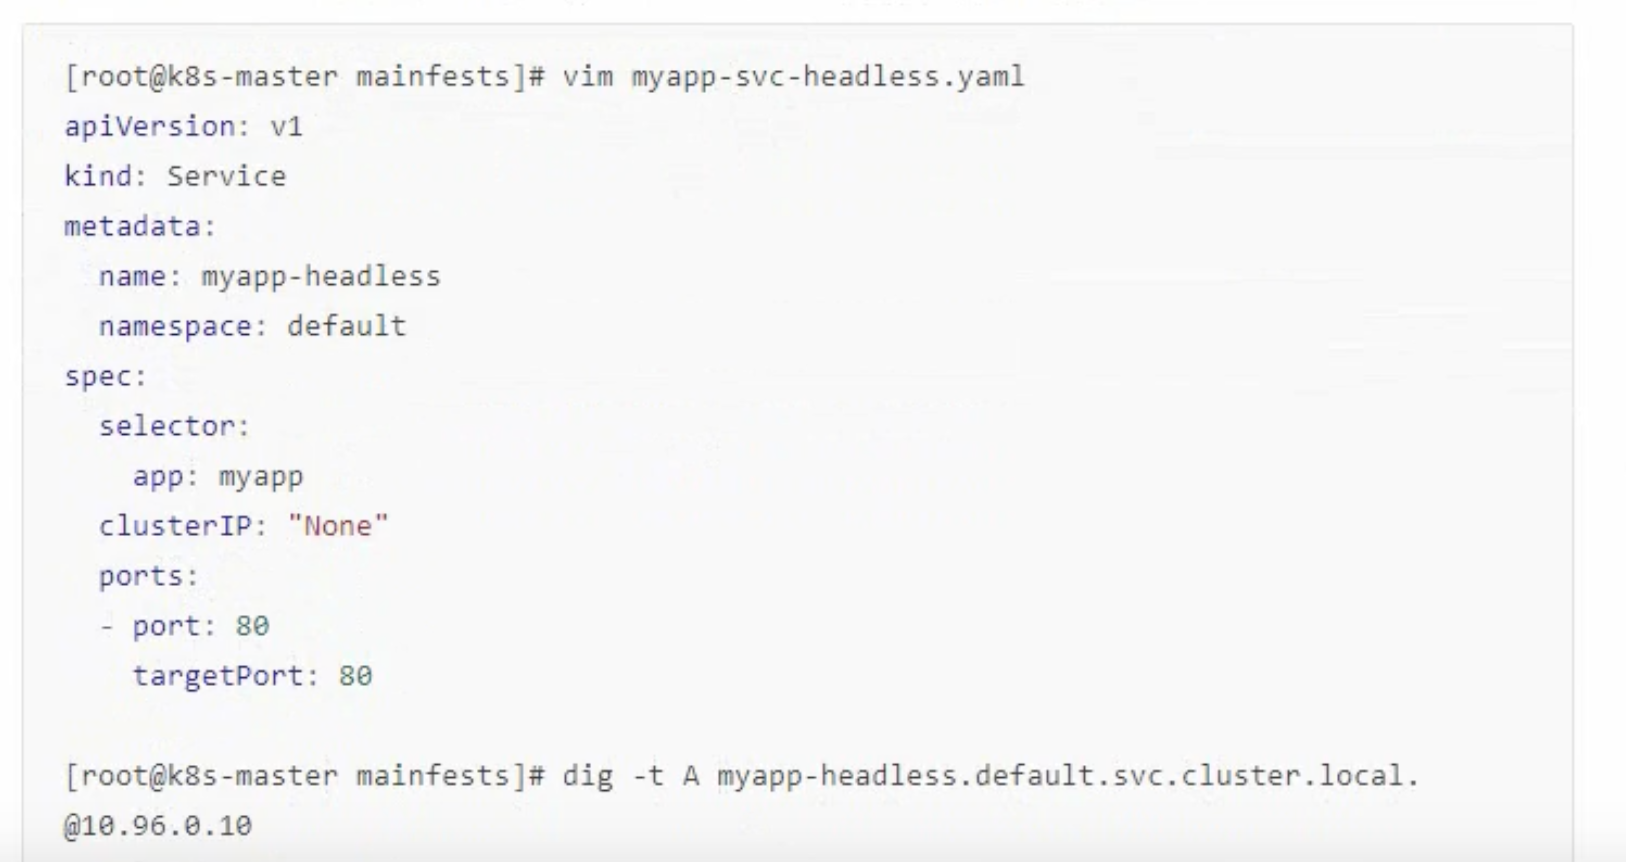 [root@k8s-master mainfests]# vim myapp-svc-headless.yaml
apiVersion: v1
kind: Service
metadata:
  name: myapp-headless
  namespace: default
spec:
  selector:
    app: myapp
  clusterIP: "None"
  ports:
  - port: 80
    targetPort: 80

[root@k8s-master mainfests]# dig -t A myapp-headless.default.svc.cluster.local.
@10.96.0.10